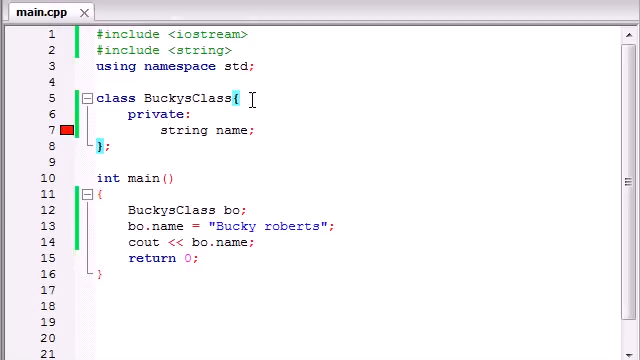 main.cpp
1 #include <iostream>
2 #include <string>
3 using namespace std;
4
5 class BuckysClass{
6 private:
7 string name;
8 };
9
10 int main()
11 {
12 BuckysClass bo;
13 bo.name = "Bucky roberts";
14 cout << bo.name;
15 return 0;
16 }
17
18
19
20
21